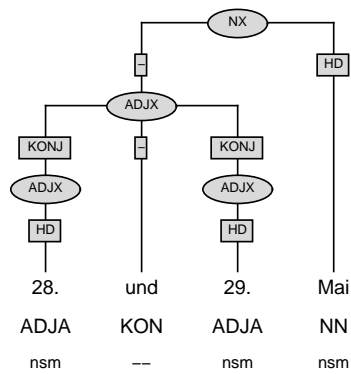 NX
– HD
ADJX
KONJ – KONJ
ADJX ADJX
HD HD
28. und 29. Mai
ADJA KON ADJA NN
nsm –– nsm nsm